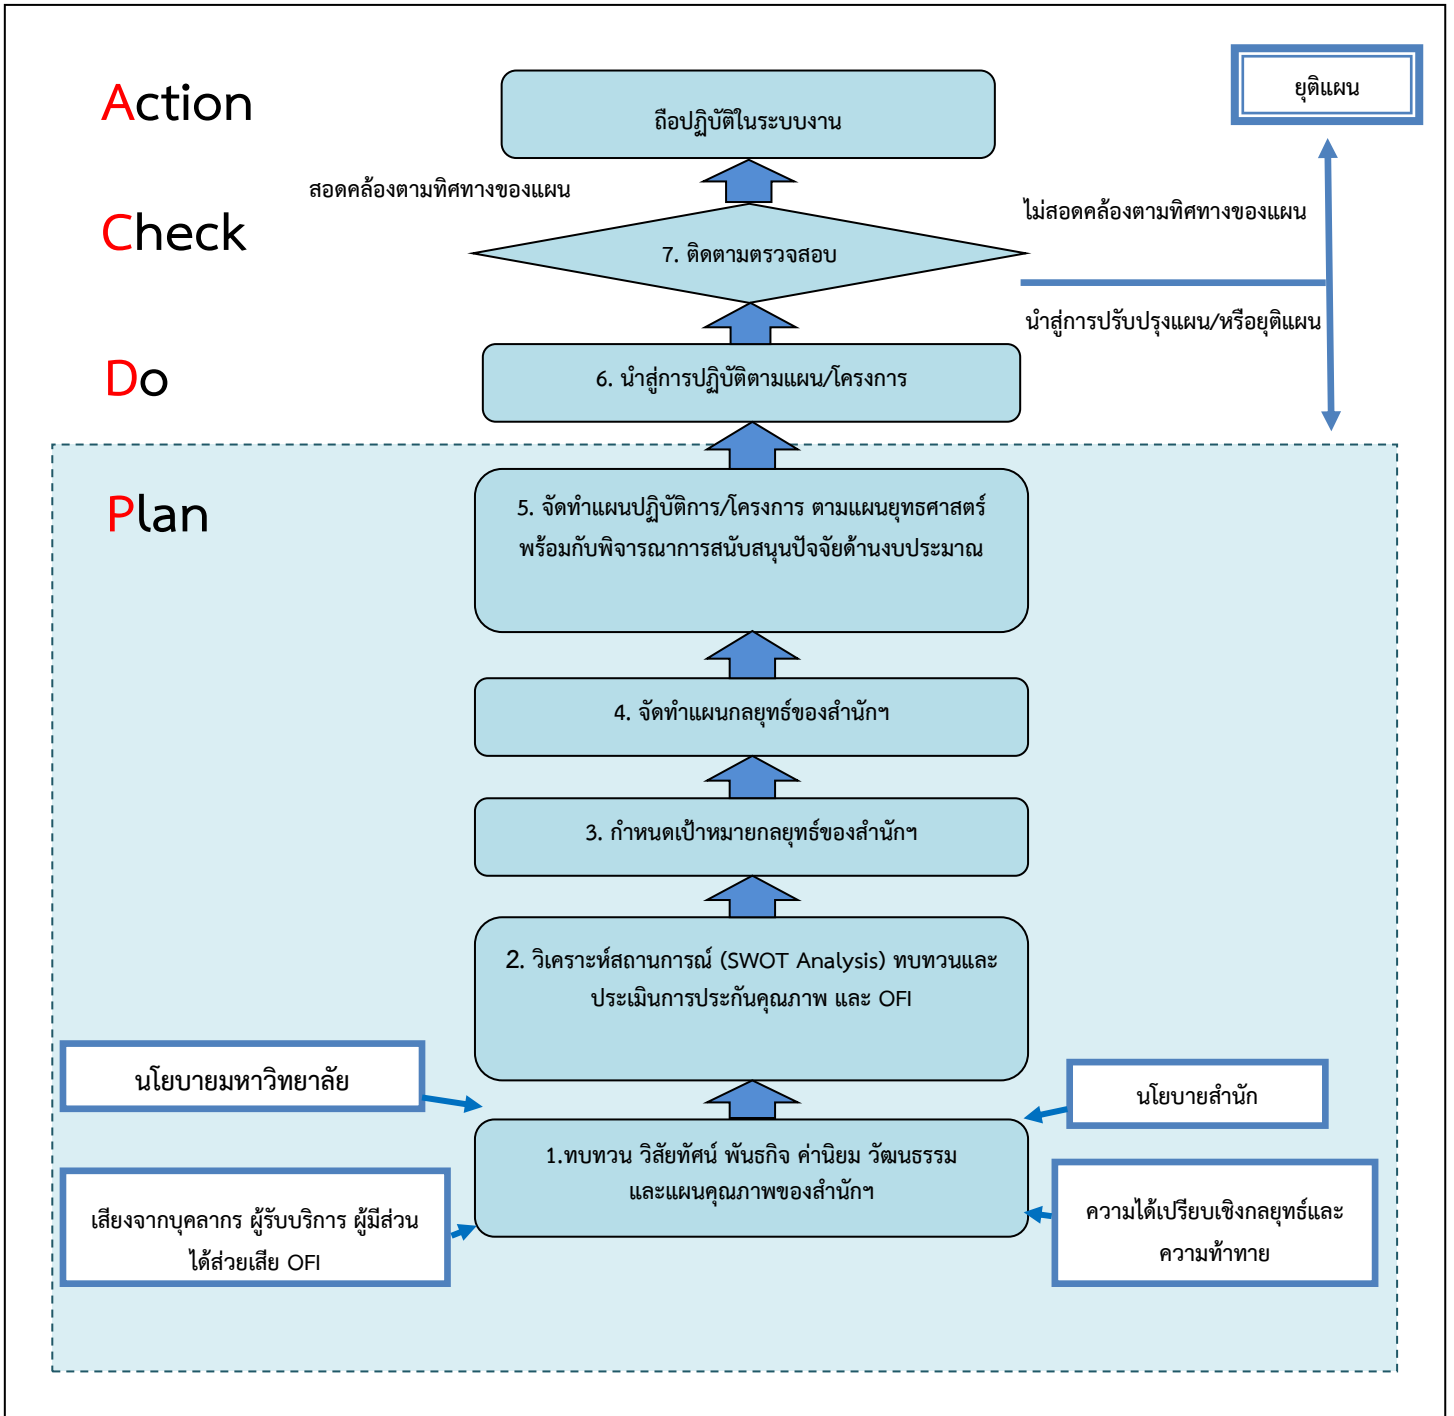 Action
ถือปฏิบัติในระบบงาน
ยุติแผน
สอดคล้องตามทิศทางของแผน
Check
7. ติดตามตรวจสอบ
ไม่สอดคล้องตามทิศทางของแผน
นำสู่การปรับปรุงแผน/หรือยุติแผน
Do
6. นำสู่การปฏิบัติตามแผน/โครงการ
Plan
5. จัดทำแผนปฏิบัติการ/โครงการ ตามแผนยุทธศาสตร์
พร้อมกับพิจารณาการสนับสนุนปัจจัยด้านงบประมาณ
4. จัดทำแผนกลยุทธ์ของสำนักฯ
3. กำหนดเป้าหมายกลยุทธ์ของสำนักฯ
2. วิเคราะห์สถานการณ์ (SWOT Analysis) ทบทวนและ
ประเมินการประกันคุณภาพ และ OFI
นโยบายมหาวิทยาลัย
นโยบายสำนัก
1.ทบทวน วิสัยทัศน์ พันธกิจ ค่านิยม วัฒนธรรม
และแผนคุณภาพของสำนักฯ
เสียงจากบุคลากร ผู้รับบริการ ผู้มีส่วน
ได้ส่วยเสีย OFI
ความได้เปรียบเชิงกลยุทธ์และ
ความท้าทาย